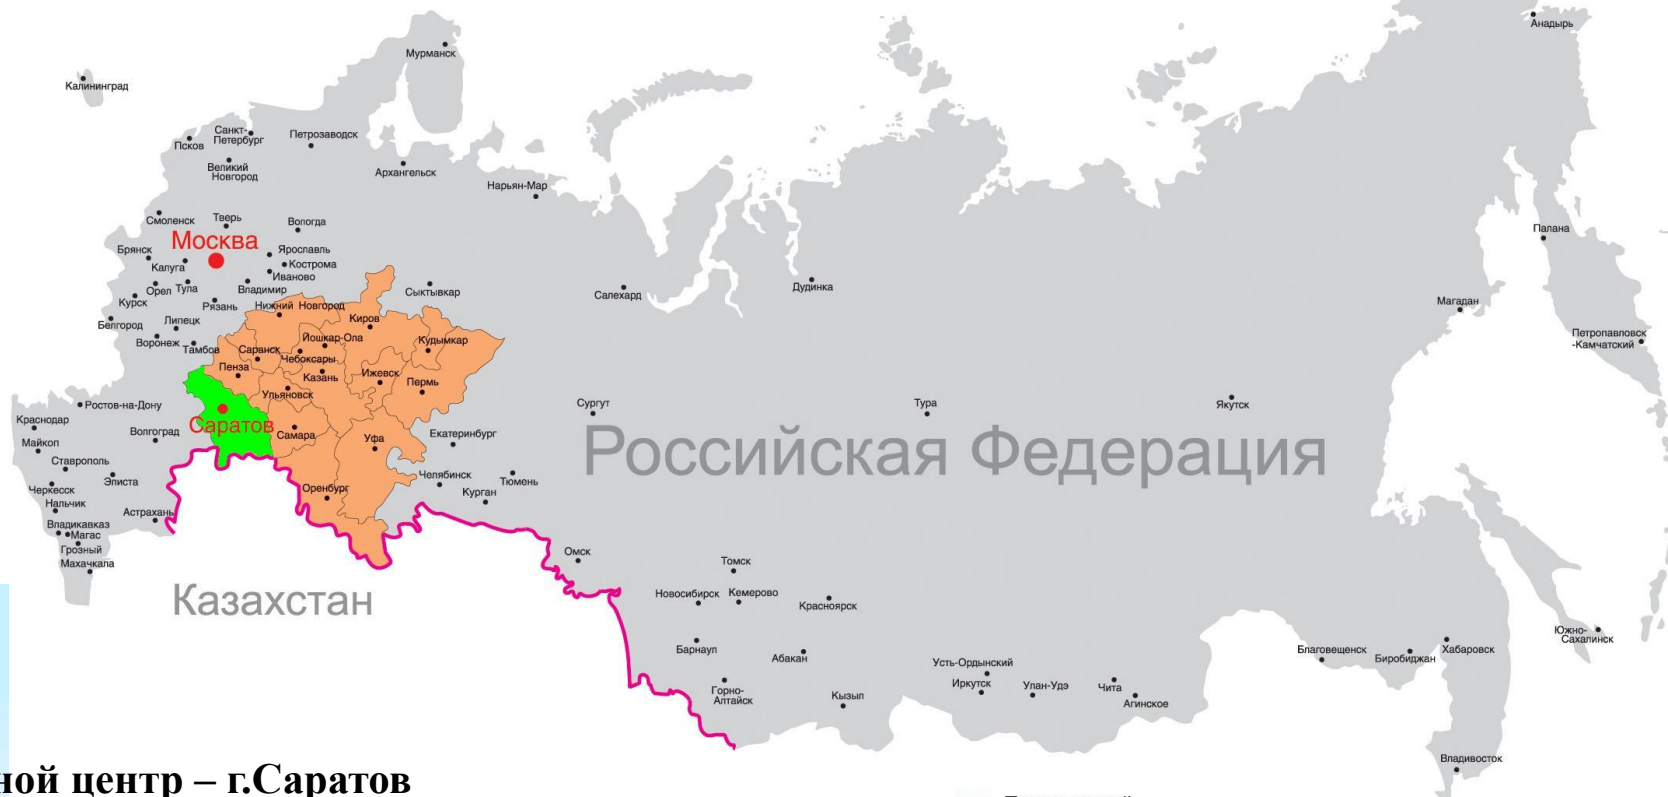 Анадырь
Мурманск
Калининград
Санкт-
Петербург
Петрозаводск
Псков
Великий
Новгород
Архангельск
Нарьян-Мар
Смоленск
Тверь
Вологда
Москва
Палана
Брянск
Ярославль
Калуга
Кострома
Иваново
Орел
Тула
Владимир
Сыктывкар
Салехард
Дудинка
Курск
Рязань
Нижний Новгород
Магадан
Белгород
Липецк
Киров
Петропавловск
-Камчатский
Воронеж
Тамбов
Саранск
Йошкар-Ола
Чебоксары
Кудымкар
Пенза
Казань
Ижевск
Пермь
Ульяновск
Ростов-на-Дону
Сургут
Тура
Якутск
Краснодар
Саратов
Волгоград
Самара
Уфа
Екатеринбург
Российская Федерация
Майкоп
Ставрополь
Элиста
Челябинск
Тюмень
Черкесск
Оренбург
Курган
Нальчик
Астрахань
Владикавказ
Магас
Грозный
Махачкала
Омск
Томск
Казахстан
Новосибирск
Кемерово
Красноярск
Южно-
Сахалинск
Барнаул
Абакан
Усть-Ордынский
Благовещенск
Биробиджан
Хабаровск
Горно-
Алтайск
Кызыл
Иркутск
Улан-Удэ
Чита
Агинское
Владивосток
ной центр – г.Саратов